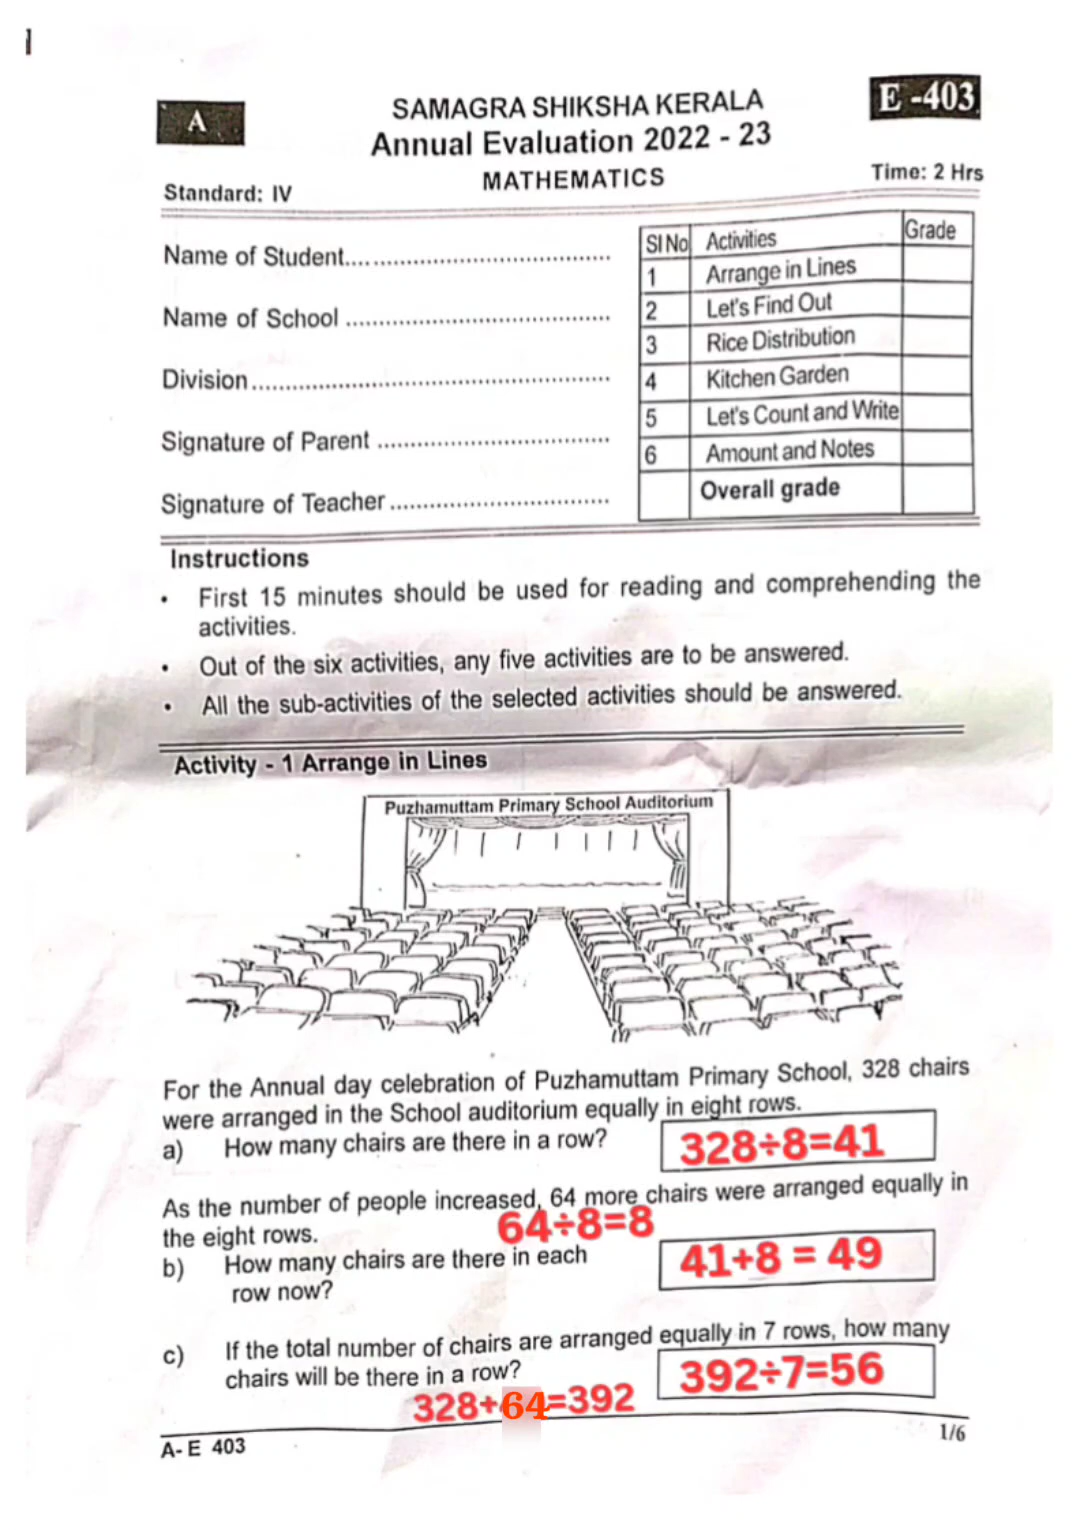 A
SAMAGRA SHIKSHA KERALA
E -403
Annual Evaluation 2022 - 23
MATHEMATICS
Standard: IV
Time: 2 Hrs
Name of Student....................................
Name of School ....................................
Division....................................
Signature of Parent ....................................
Signature of Teacher ....................................
Sl No Activities Grade
1 Arrange in Lines
2 Let's Find Out
3 Rice Distribution
4 Kitchen Garden
5 Let's Count and Write
6 Amount and Notes
Overall grade
Instructions
• First 15 minutes should be used for reading and comprehending the
activities.
• Out of the six activities, any five activities are to be answered.
• All the sub-activities of the selected activities should be answered.
Activity - 1 Arrange in Lines
Puzhamuttam Primary School Auditorium
For the Annual day celebration of Puzhamuttam Primary School, 328 chairs
were arranged in the School auditorium equally in eight rows.
a) How many chairs are there in a row? 328÷8=41
As the number of people increased, 64 more chairs were arranged equally in
the eight rows.
64÷8=8
b) How many chairs are there in each
row now?
41+8 = 49
c) If the total number of chairs are arranged equally in 7 rows, how many
chairs will be there in a row?
392÷7=56
328+64=392
A- E 403
1/6